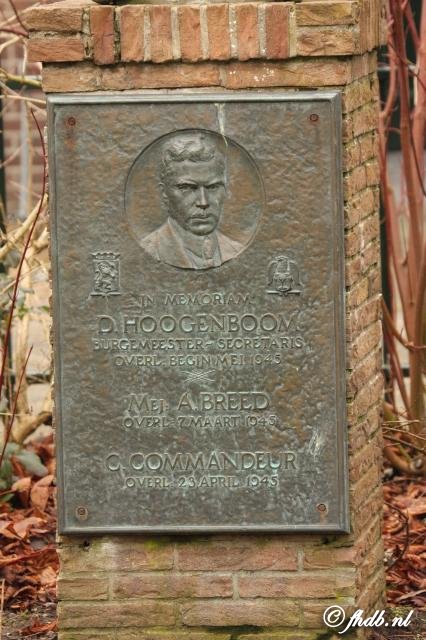 IN MEMORIAM
D. HOOGENBOOM
BURGEMEESTER - SECRETARIS
OVERL. BEGIN MEI 1945
MEJ. A. BREED
OVERL. 7 MAART 1945
C. COMMANDEUR
OVERL. 23 APRIL 1945
© fhdb.nl